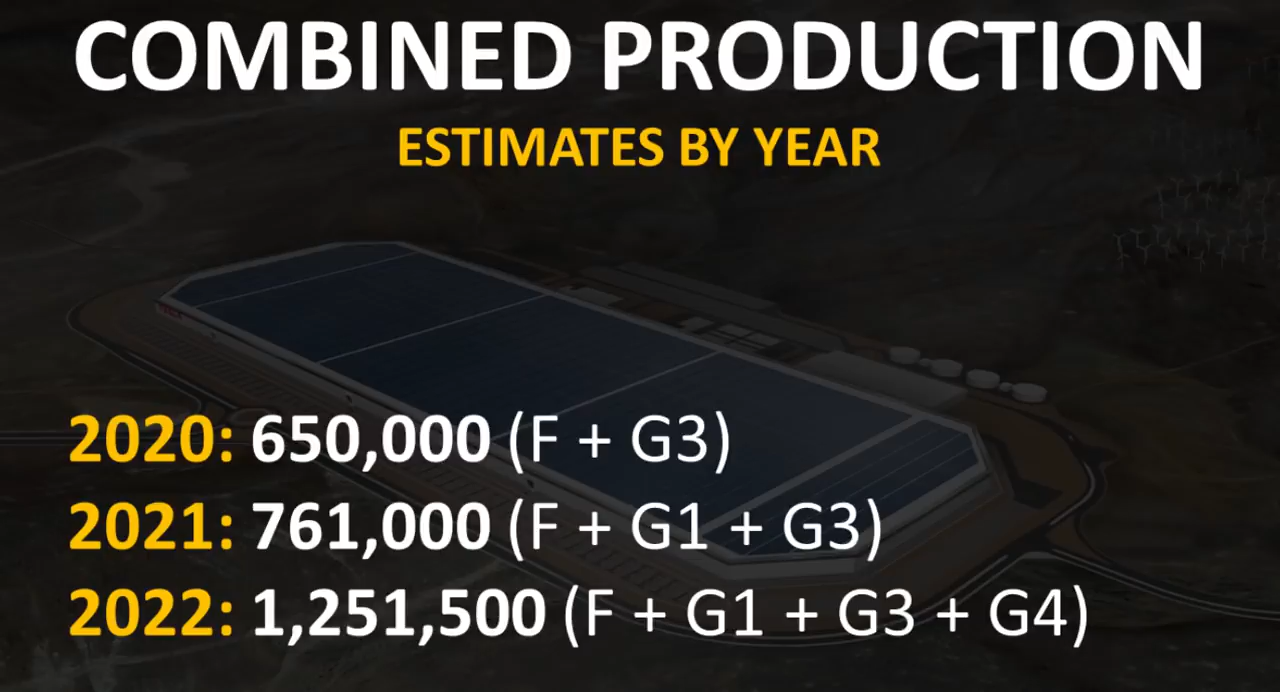 COMBINED PRODUCTION
ESTIMATES BY YEAR
2020: 650,000 (F + G3)
2021: 761,000 (F + G1 + G3)
2022: 1,251,500 (F + G1 + G3 + G4)